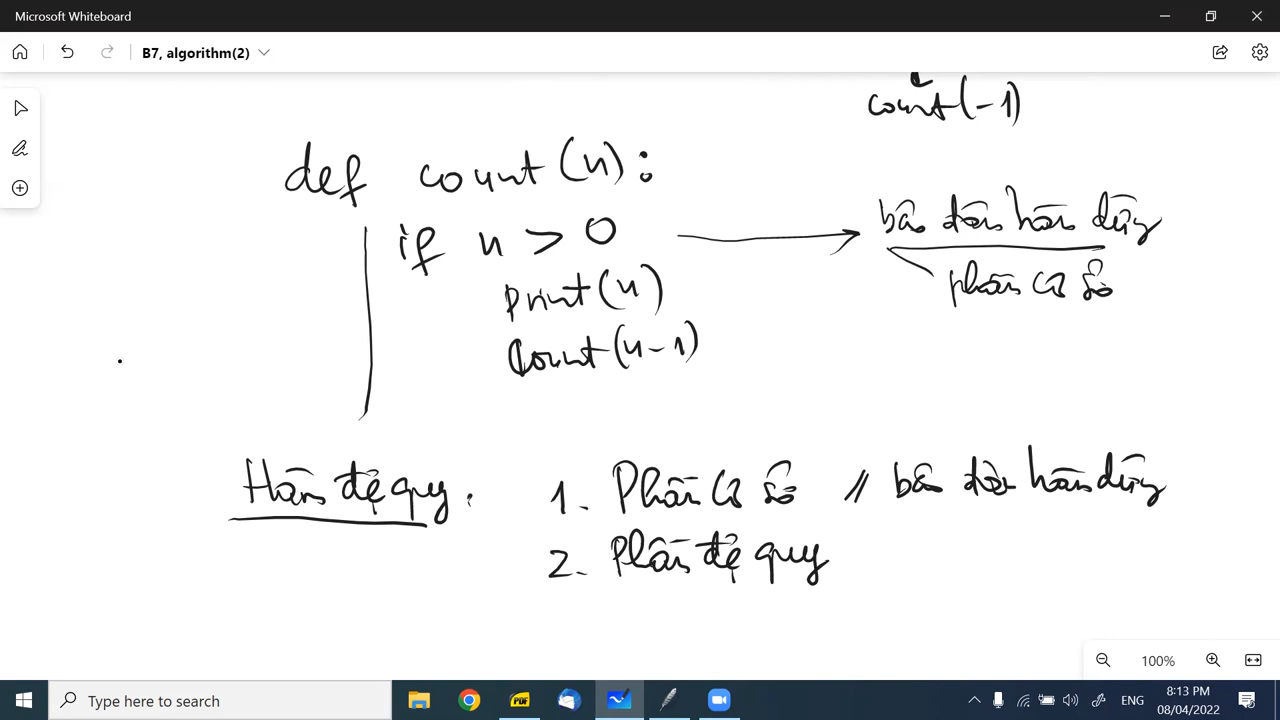 Microsoft Whiteboard
B7, algorithm(2)
count(-1)
def count(n):
if n > 0
print(n)
count(n-1)
bảo đảm hàm dừng
phần cơ sở
Hàm đệ quy:
1. Phần cơ sở // bảo đảm hàm dừng
2. Phần đệ quy
100%
Type here to search
PDF
ENG
8:13 PM
08/04/2022